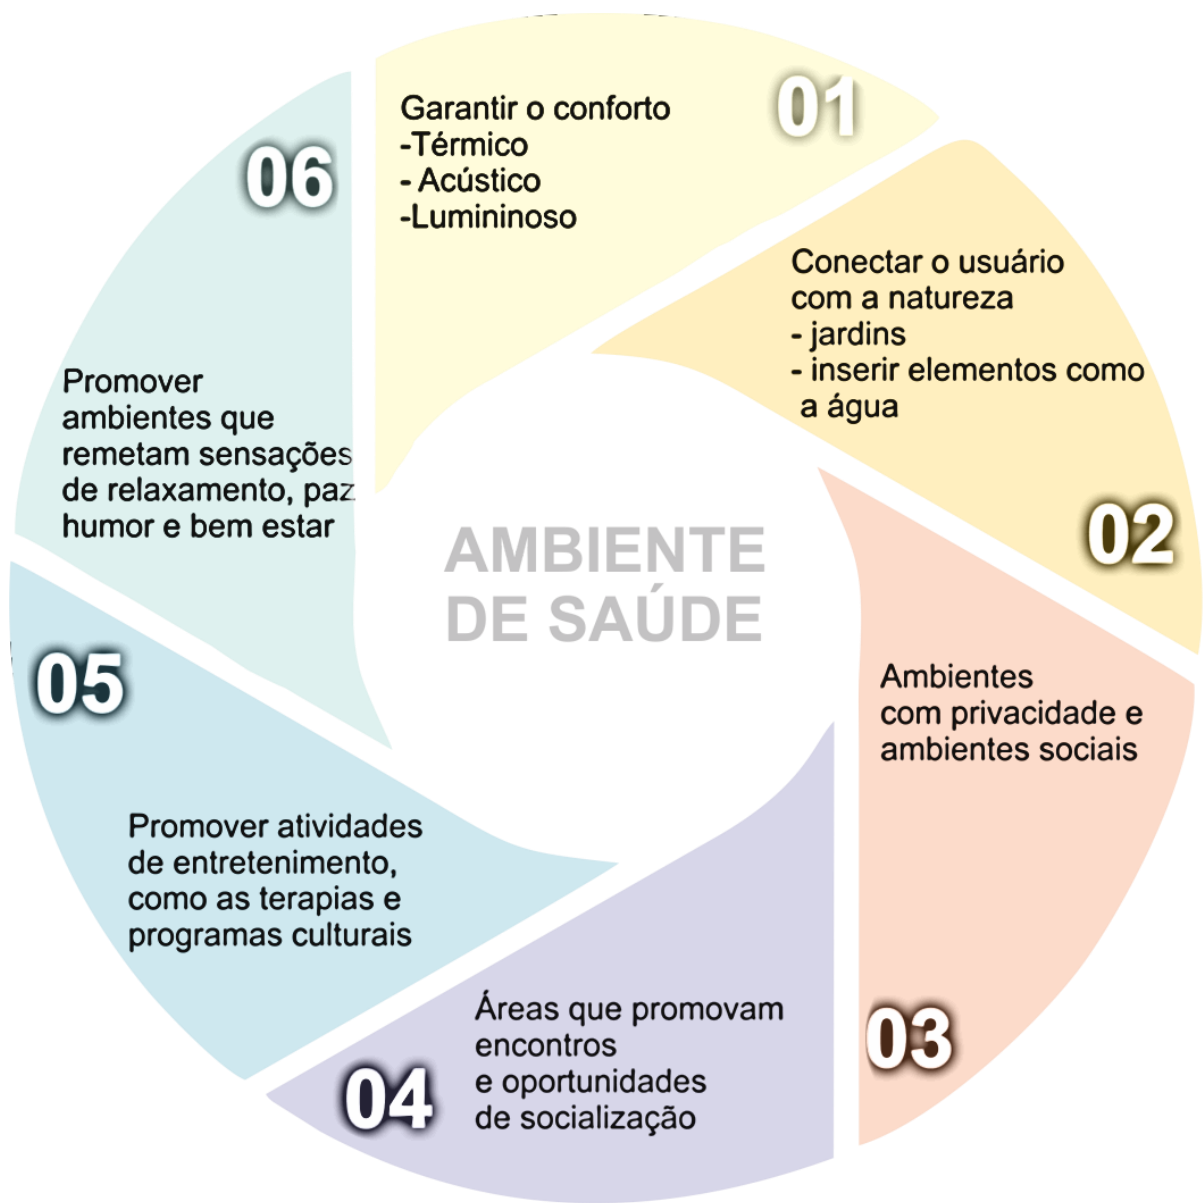 01
Garantir o conforto
-Térmico
- Acústico
-Lumininoso
Conectar o usuário
com a natureza
- jardins
- inserir elementos como
a água
02
Ambientes
com privacidade e
ambientes sociais
03
Áreas que promovam
encontros
e oportunidades
de socialização
04
05
Promover atividades
de entretenimento,
como as terapias e
programas culturais
06
Promover
ambientes que
remetam sensações
de relaxamento, paz
humor e bem estar
AMBIENTE
DE SAÚDE